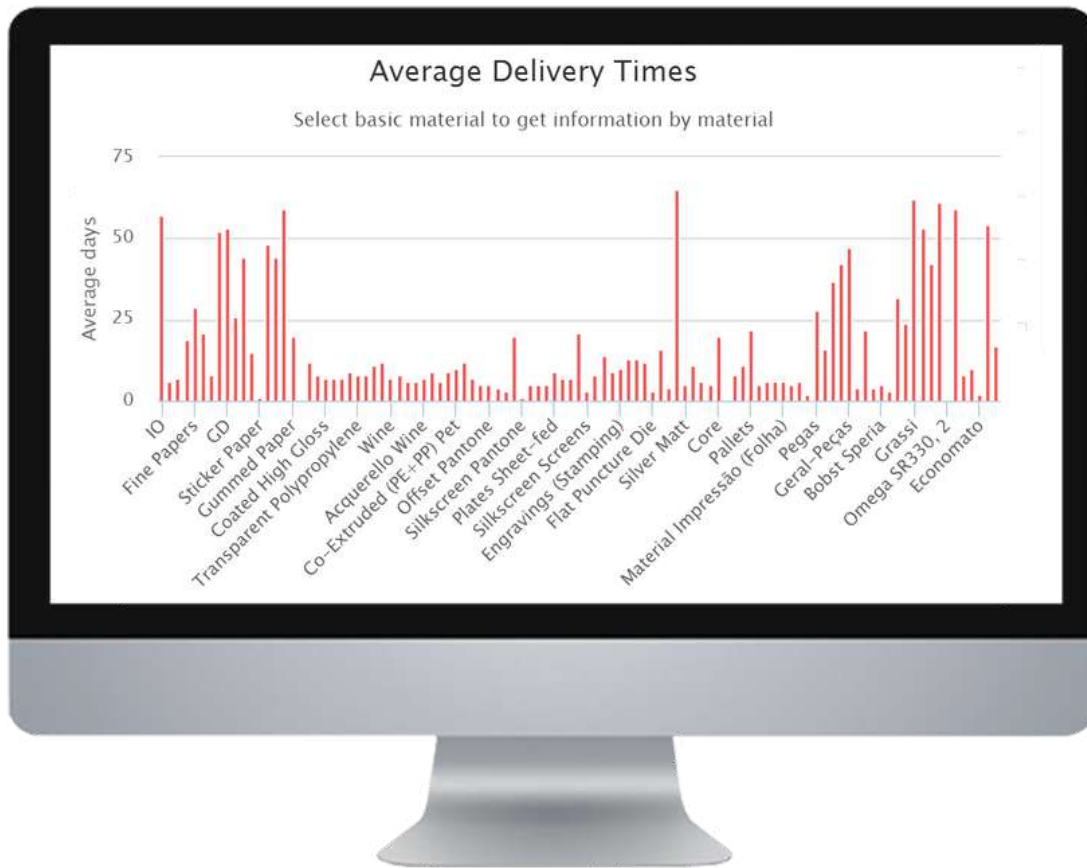 Average Delivery Times
Select basic material to get information by material
Average days
75
50
25
0
IO
Fine Papers
GD
Sticker Paper
Gummed Paper
Coated High Gloss
Transparent Polypropylene
Wine
Acquerello Wine
Co-Extruded (PE+PP) Pet
Offset Pantone
Silkscreen Pantone
Plates Sheet-fed
Silkscreen Screens
Engravings (Stamping)
Flat Puncture Die
Silver Matt
Core
Pallets
Material Impressão (Folha)
Pegas
Geral-Peças
Bobst Speria
Grassi
Omega SR330, 2
Economato